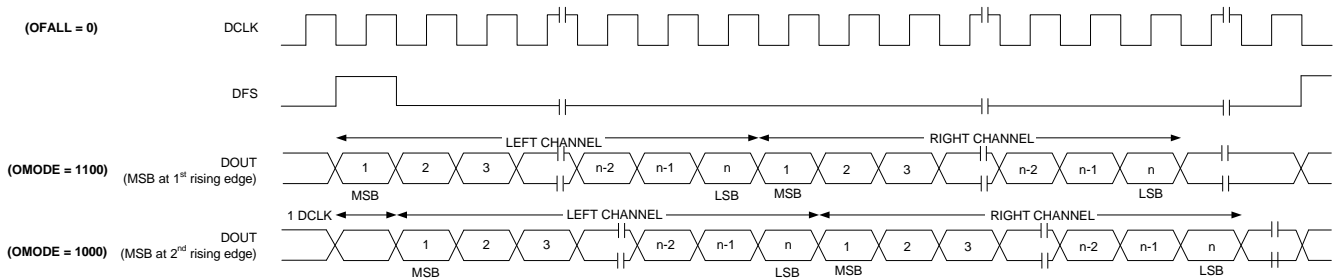 (OFALL = 0) DCLK
DFS
LEFT CHANNEL RIGHT CHANNEL
(OMODE = 1100) DOUT 1 2 3 n-2 n-1 n 1 2 3 n-2 n-1 n
(MSB at 1st rising edge)
MSB LSB MSB LSB
1 DCLK LEFT CHANNEL RIGHT CHANNEL
(OMODE = 1000) DOUT 1 2 3 n-2 n-1 n 1 2 3 n-2 n-1 n
(MSB at 2nd rising edge)
MSB LSB MSB LSB